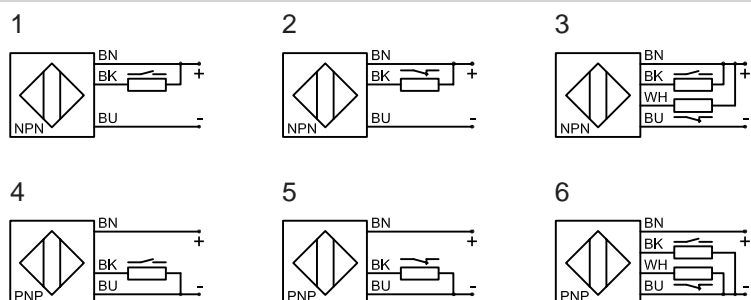 1
BN
BK
+
BU
-
NPN
2
BN
BK
+
BU
-
NPN
3
BN
BK
+
WH
BU
-
NPN
4
BN
+
BK
BU
-
PNP
5
BN
+
BK
BU
-
PNP
6
BN
BK
+
WH
BU
-
PNP